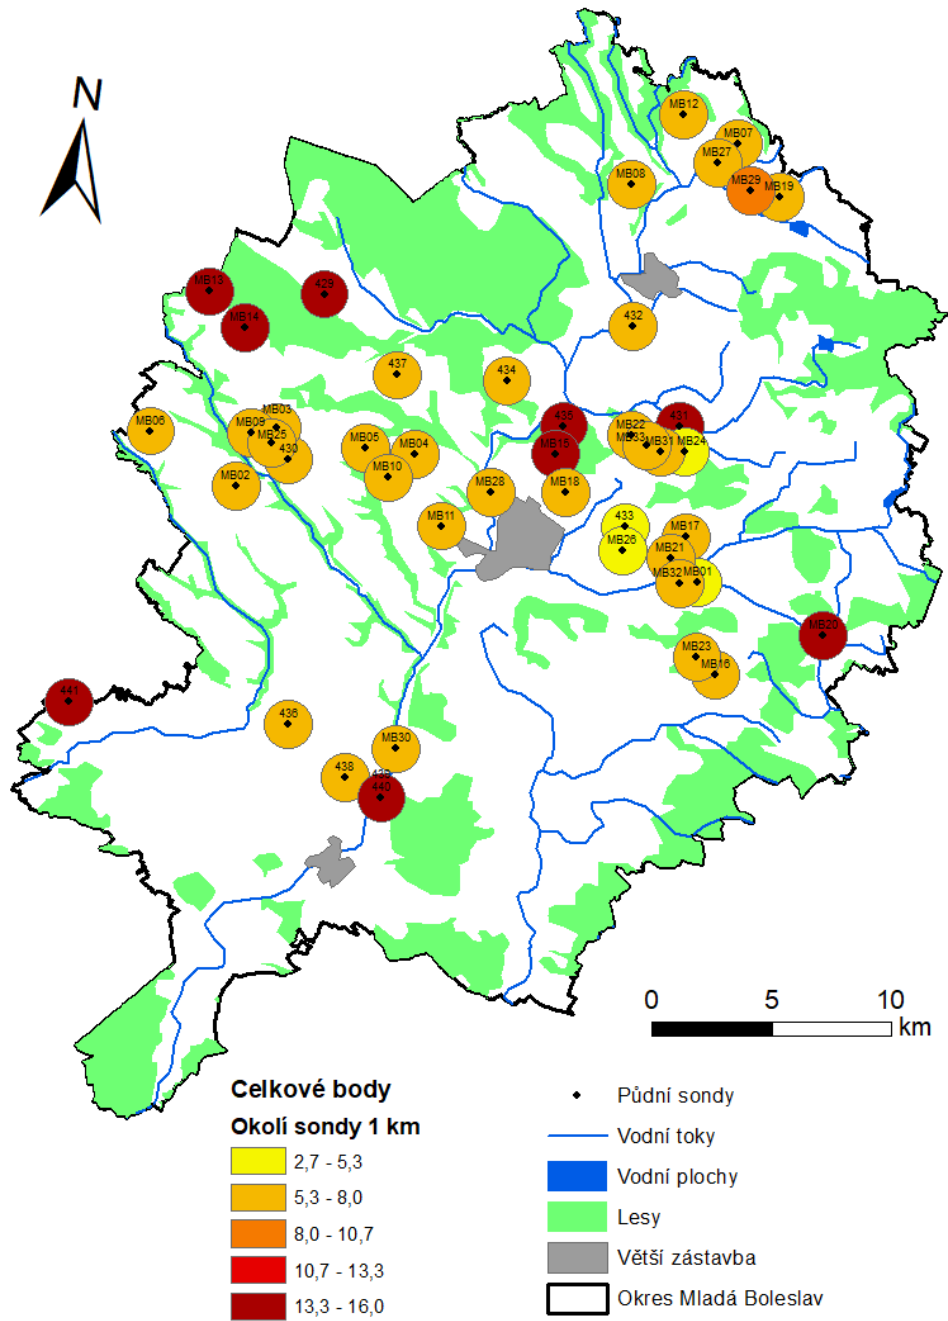 N
MB12
MB07
MB27
MB08
MB29
MB19
MB13
429
MB14
432
437
434
MB03
MB06
MB09
MB25
430
MB05
MB04
435
431
MB22
MB33
MB31
MB24
MB15
MB02
MB10
MB28
MB18
MB11
433
MB17
MB26
MB21
MB32
MB01
MB20
MB23
MB16
441
436
MB30
438
439
440
0 5 10
km
Celkové body
Okolí sondy 1 km
2,7 - 5,3
5,3 - 8,0
8,0 - 10,7
10,7 - 13,3
13,3 - 16,0
Půdní sondy
Vodní toky
Vodní plochy
Lesy
Větší zástavba
Okres Mladá Boleslav